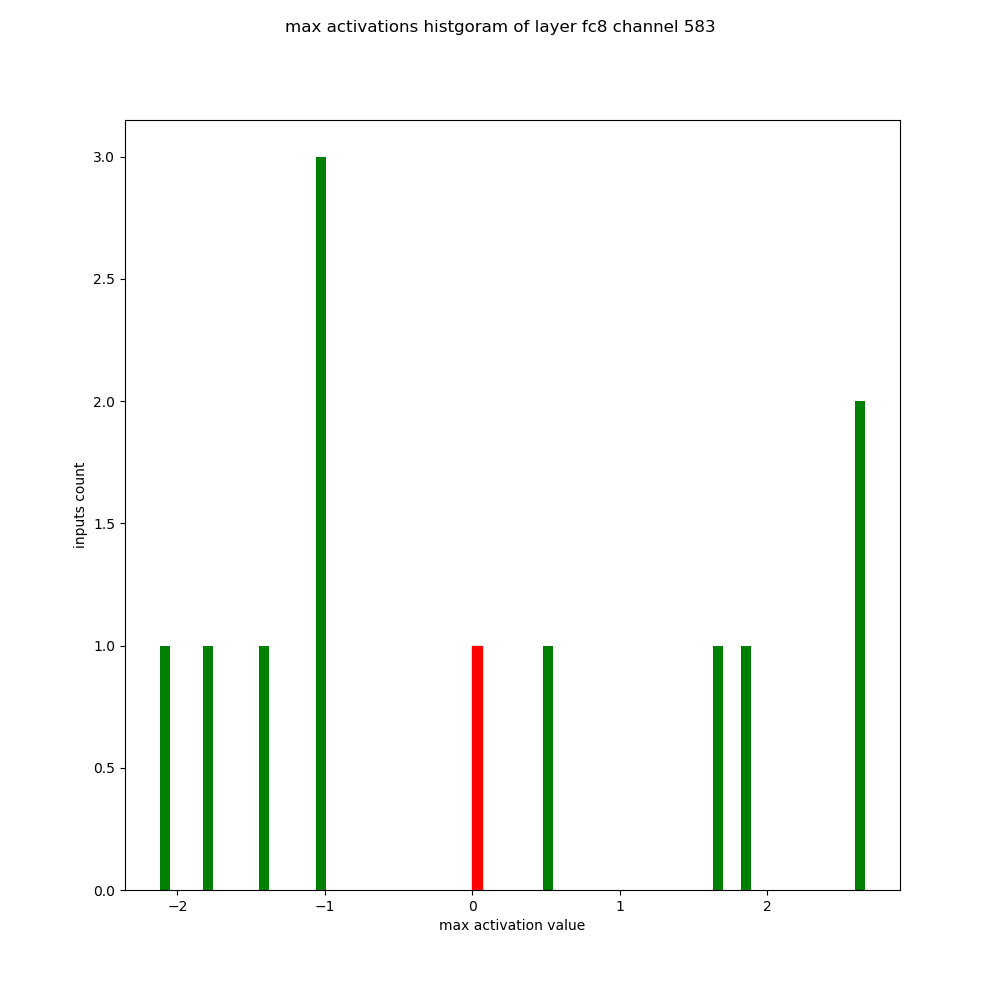 max activations histgoram of layer fc8 channel 583
3.0
2.5
2.0
1.5
1.0
0.5
0.0
inputs count
−2 −1 0 1 2
max activation value